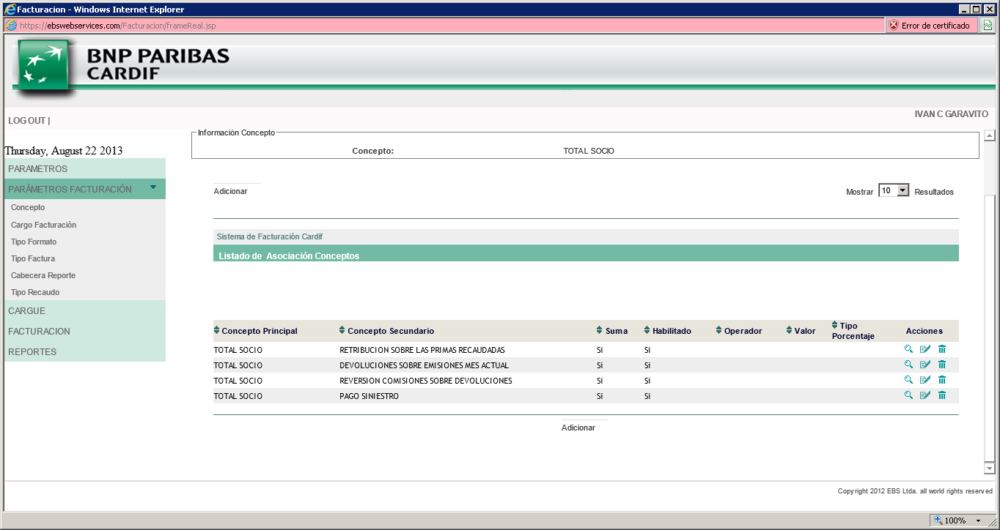 Facturacion - Windows Internet Explorer
https://ebswebservices.com/Facturacion/frameReal.jsp
Error de certificado
BNP PARIBAS
CARDIF
LOG OUT |
IVAN C GARAVITO
Thursday, August 22 2013
PARAMETROS
PARÁMETROS FACTURACIÓN
Concepto
Cargo Facturación
Tipo Formato
Tipo Factura
Cabecera Reporte
Tipo Recaudo
CARGUE
FACTURACION
REPORTES
Información Concepto
Concepto: TOTAL SOCIO
Adicionar
Mostrar 10 Resultados
Sistema de Facturación Cardif
Listado de Asociación Conceptos
Concepto Principal Concepto Secundario Suma Habilitado Operador Valor Tipo Porcentaje Acciones
TOTAL SOCIO RETRIBUCION SOBRE LAS PRIMAS RECAUDADAS Si Si
TOTAL SOCIO DEVOLUCIONES SOBRE EMISIONES MES ACTUAL Si Si
TOTAL SOCIO REVERSION COMISIONES SOBRE DEVOLUCIONES Si Si
TOTAL SOCIO PAGO SINIESTRO Si Si
Adicionar
Copyright 2012 EBS Ltda. all world rights reserved
100%